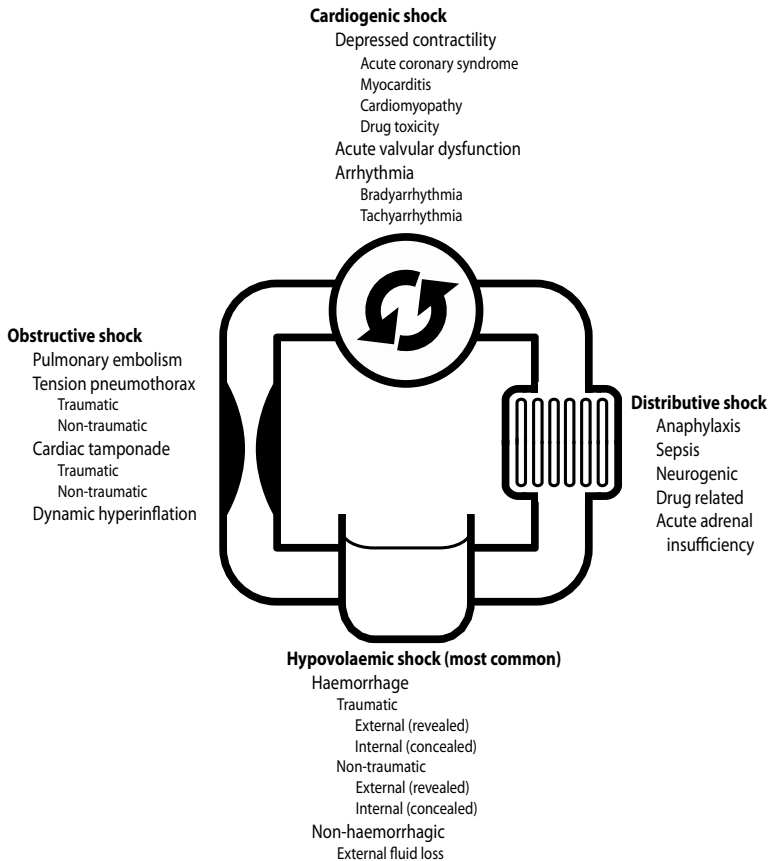 Cardiogenic shock
Depressed contractility
Acute coronary syndrome
Myocarditis
Cardiomyopathy
Drug toxicity
Acute valvular dysfunction
Arrhythmia
Bradyarrhythmia
Tachyarrhythmia
Obstructive shock
Pulmonary embolism
Tension pneumothorax
Traumatic
Non-traumatic
Cardiac tamponade
Traumatic
Non-traumatic
Dynamic hyperinflation
Distributive shock
Anaphylaxis
Sepsis
Neurogenic
Drug related
Acute adrenal
insufficiency
Hypovolaemic shock (most common)
Haemorrhage
Traumatic
External (revealed)
Internal (concealed)
Non-traumatic
External (revealed)
Internal (concealed)
Non-haemorrhagic
External fluid loss